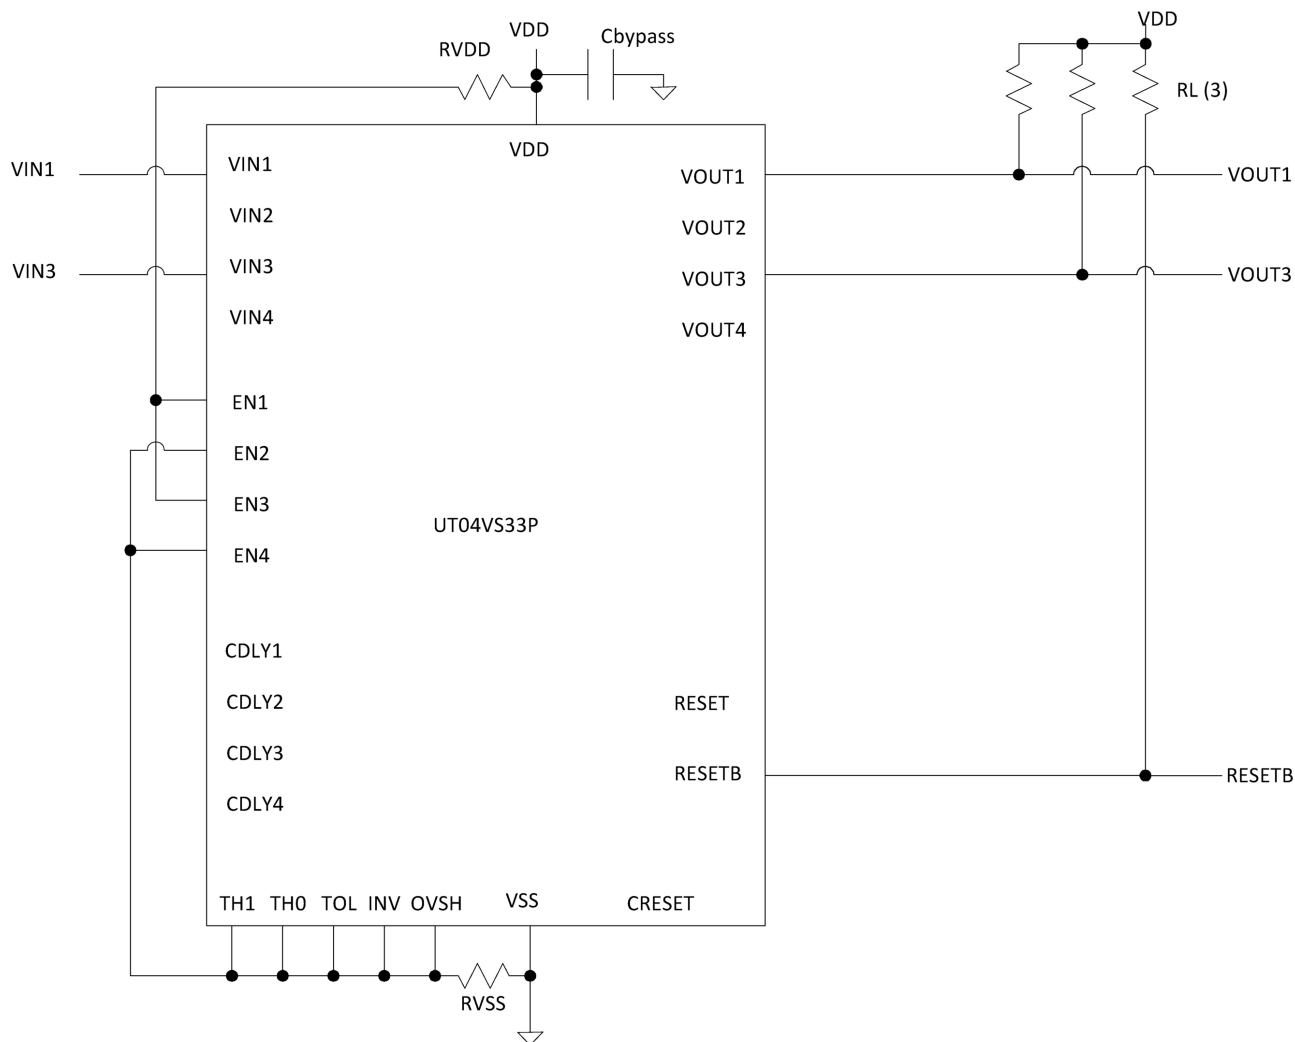 VDD
RVDD
VDD
Cbypass
RL (3)
VDD
VIN1
VIN1
VOUT1
VOUT1
VIN2
VOUT2
VIN3
VIN3
VOUT3
VOUT3
VIN4
VOUT4
EN1
EN2
EN3
UT04VS33P
EN4
CDLY1
CDLY2
RESET
CDLY3
RESETB
RESETB
CDLY4
TH1
TH0
TOL
INV
OVSH
VSS
CRESET
RVSS